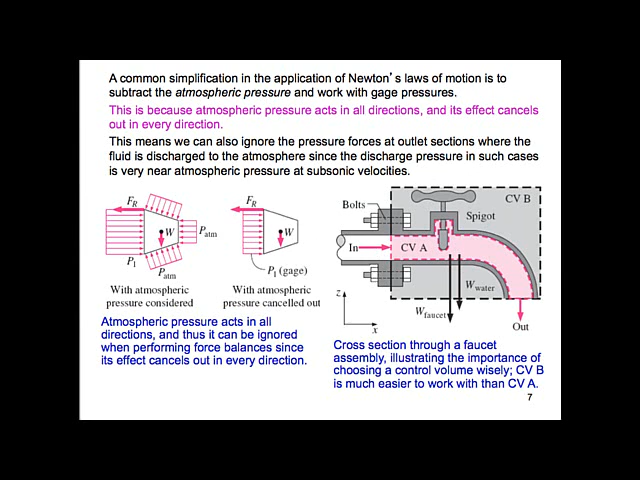 A common simplification in the application of Newton's laws of motion is to
subtract the atmospheric pressure and work with gage pressures.
This is because atmospheric pressure acts in all directions, and its effect cancels
out in every direction.
This means we can also ignore the pressure forces at outlet sections where the
fluid is discharged to the atmosphere since the discharge pressure in such cases
is very near atmospheric pressure at subsonic velocities.
FR
W
Patm
P1
Patm
With atmospheric
pressure considered
FR
W
P1 (gage)
With atmospheric
pressure cancelled out
Atmospheric pressure acts in all
directions, and thus it can be ignored
when performing force balances since
its effect cancels out in every direction.
CV B
Bolts
Spigot
In
CV A
Wwater
Wfaucet
z
x
Out
Cross section through a faucet
assembly, illustrating the importance of
choosing a control volume wisely; CV B
is much easier to work with than CV A.
7